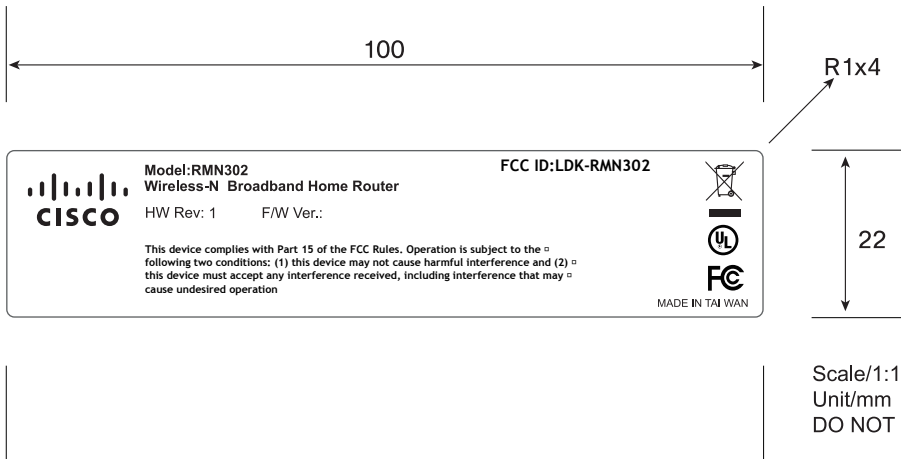 100
R1x4
CISCO
Model:RMN302
Wireless-N Broadband Home Router
FCC ID:LDK-RMN302
HW Rev: 1 F/W Ver.:
This device complies with Part 15 of the FCC Rules. Operation is subject to the
following two conditions: (1) this device may not cause harmful interference and (2)
this device must accept any interference received, including interference that may
cause undesired operation
UL
FC
MADE IN TAI WAN
22
Scale/1:1
Unit/mm
DO NOT